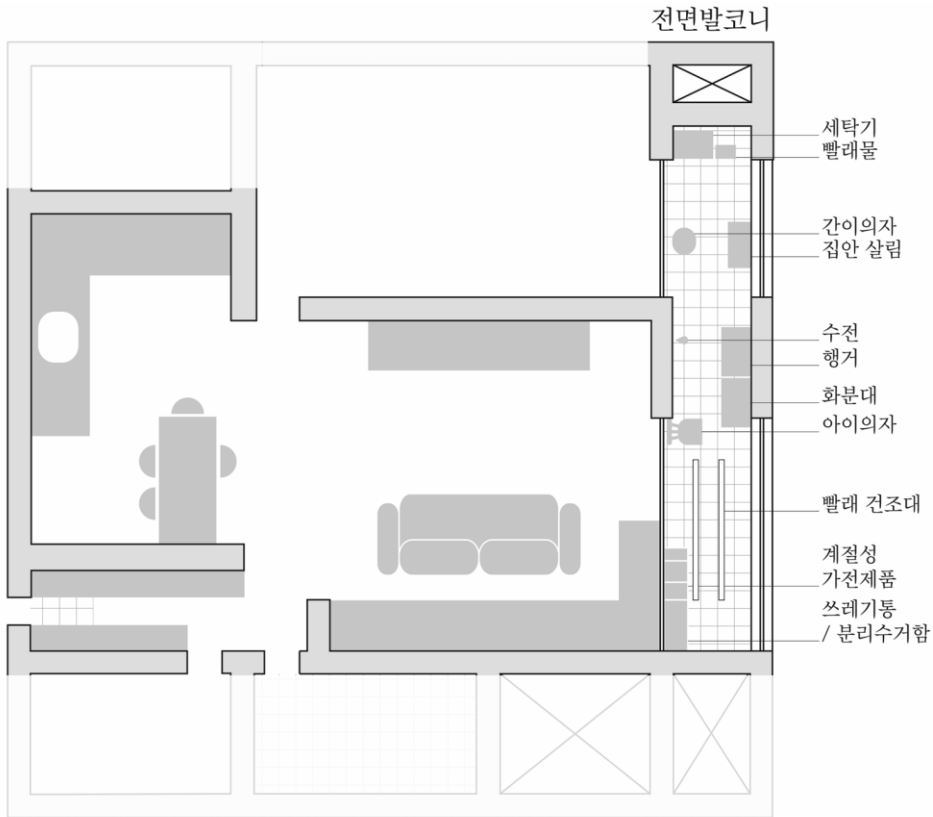 전면발코니
세탁기
빨래물
간이의자
집안 살림
수전
행거
화분대
아이의자
빨래 건조대
계절성
가전제품
쓰레기통
/ 분리수거함